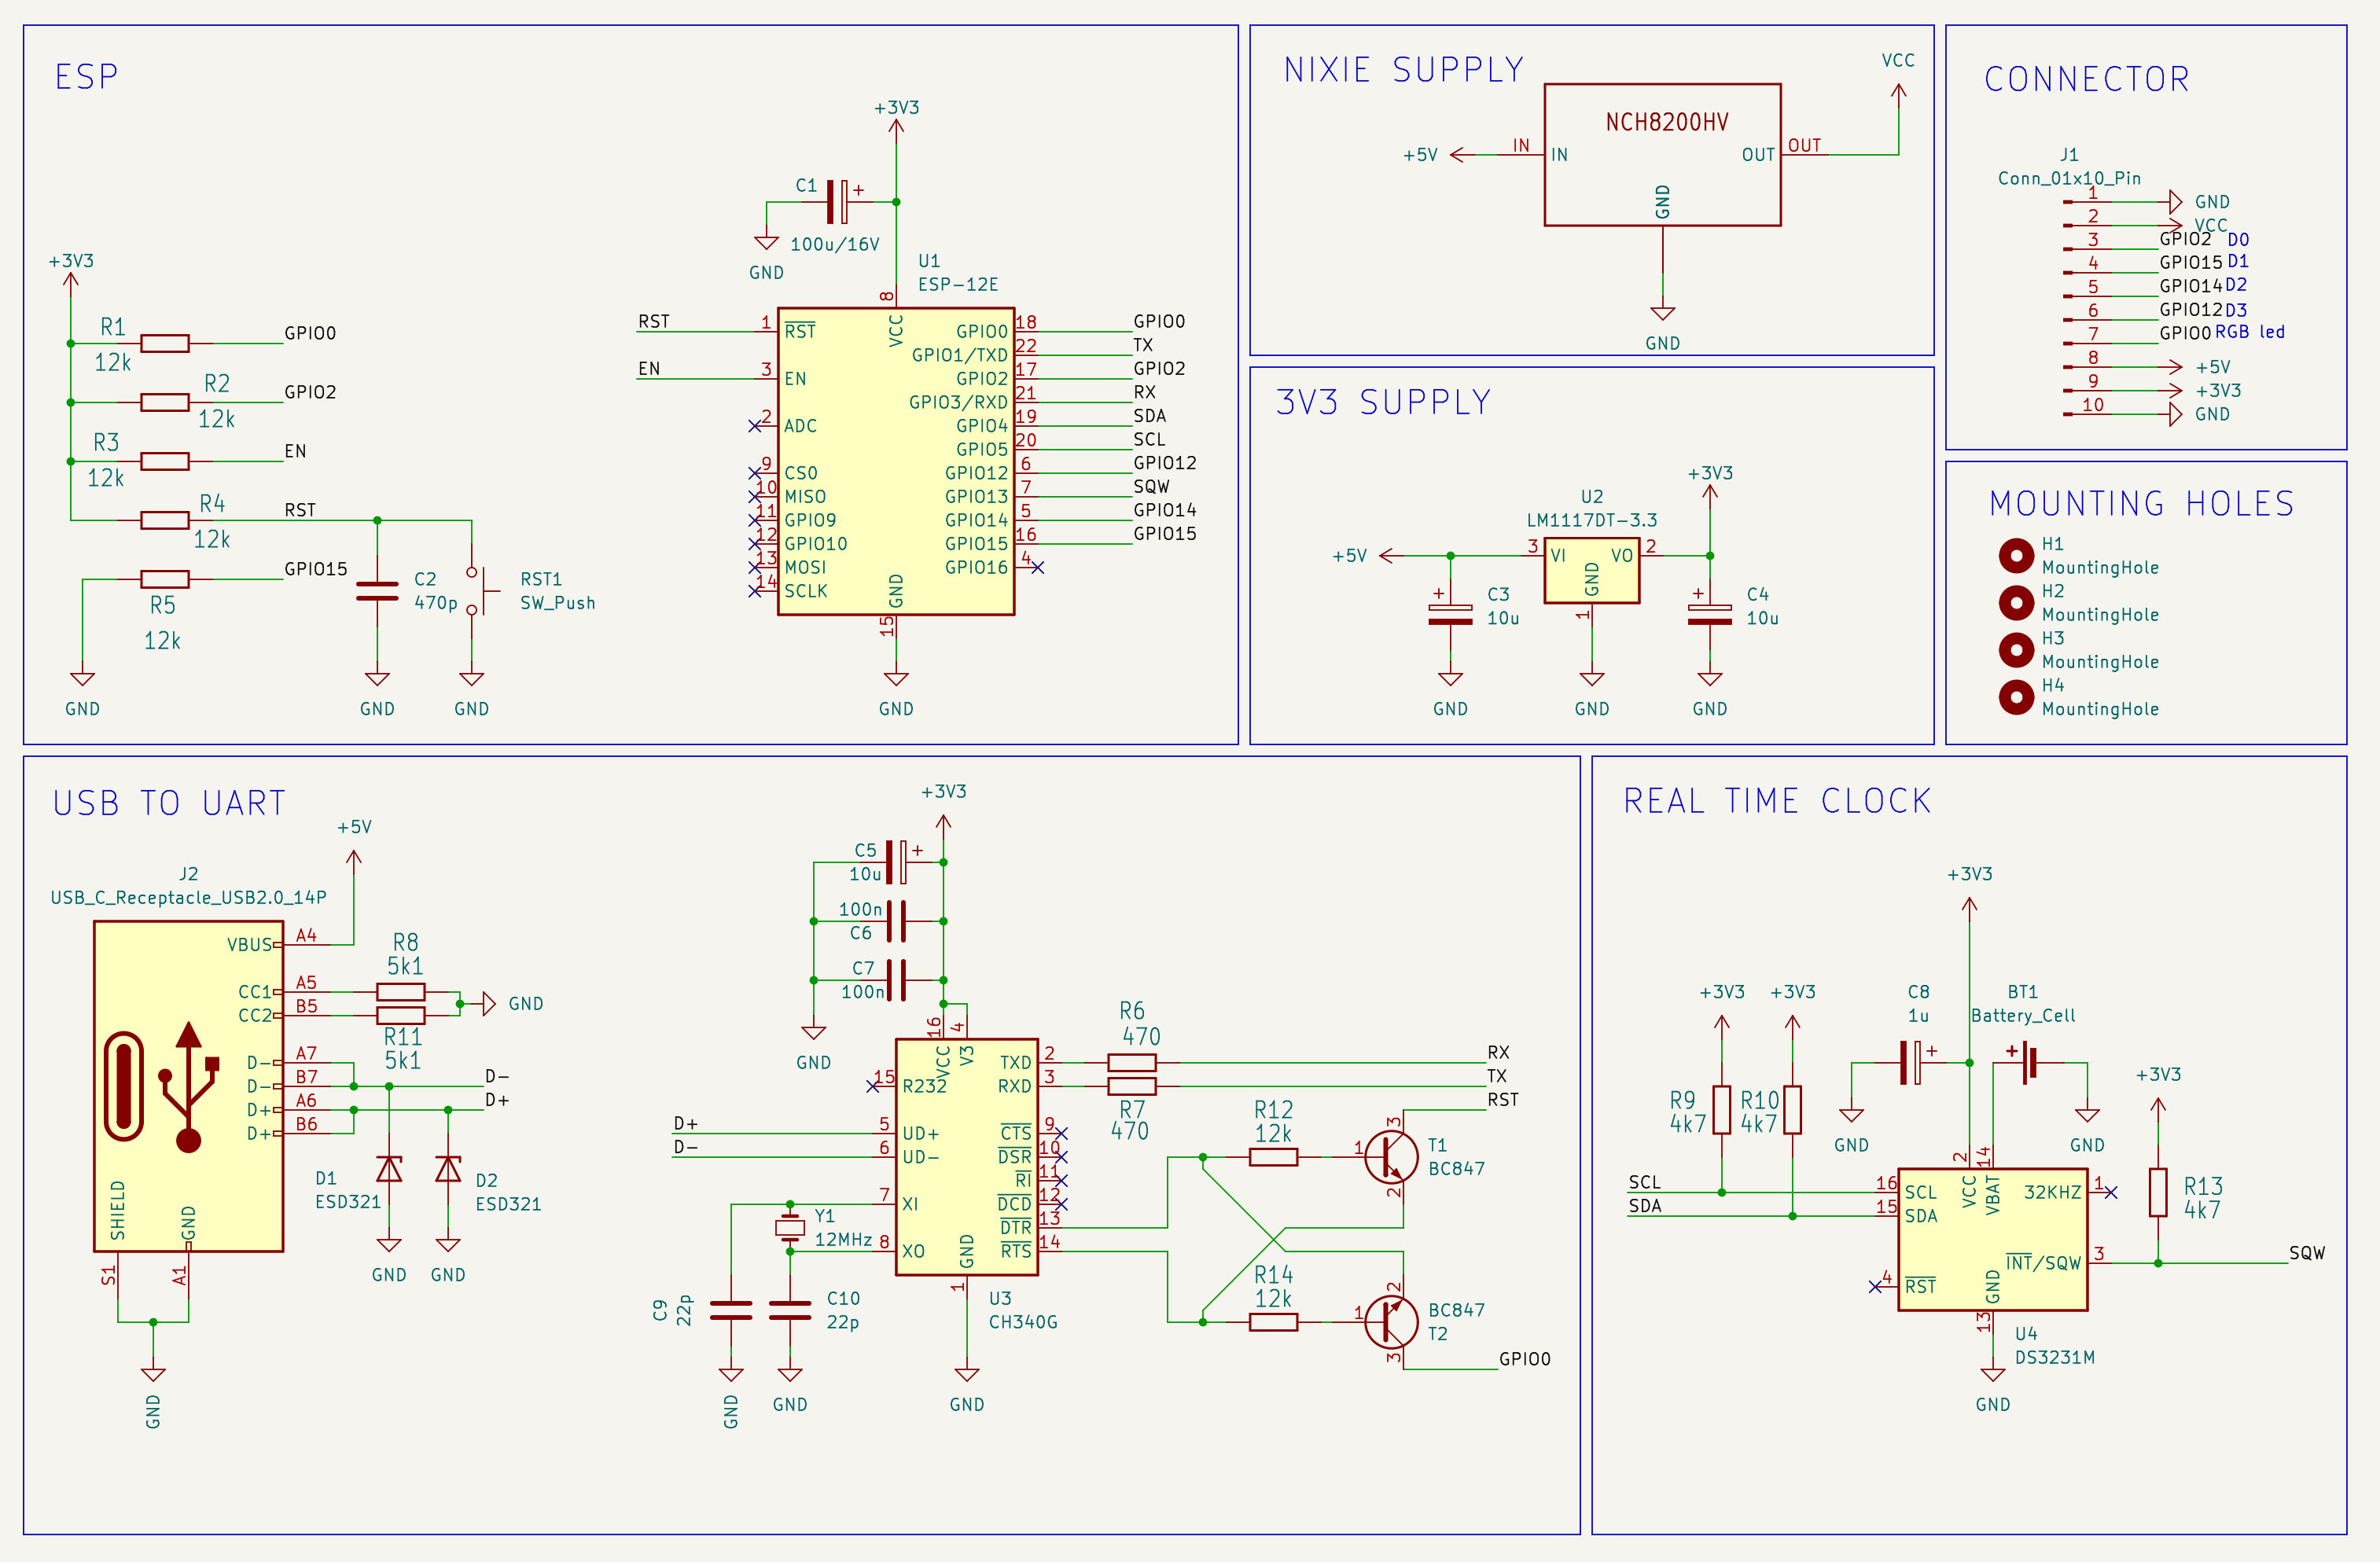 ESP
+3V3
R1
12k
GPIO0
R2
12k
GPIO2
R3
12k
EN
R4
12k
RST
R5
12k
GPIO15
GND
C2
470p
GND
RST1
SW_Push
GND
+3V3
C1
100u/16V
GND
U1
ESP-12E
RST
1
RST
EN
3
EN
2
ADC
9
CS0
10
MISO
11
GPIO9
12
GPIO10
13
MOSI
14
SCLK
8
VCC
GPIO0
18
GPIO0
GPIO1/TXD
22
TX
GPIO2
17
GPIO2
GPIO3/RXD
21
RX
GPIO4
19
SDA
GPIO5
20
SCL
GPIO12
6
GPIO12
GPIO13
7
SQW
GPIO14
5
GPIO14
GPIO15
16
GPIO15
GPIO16
4
GND
15
GND
NIXIE SUPPLY
VCC
NCH8200HV
+5V
IN
IN
OUT
OUT
GND
GND
3V3 SUPPLY
+3V3
U2
LM1117DT-3.3
+5V
3
VI
VO
2
GND
1
+
C3
10u
+
C4
10u
GND
GND
GND
CONNECTOR
J1
Conn_01x10_Pin
1
GND
2
VCC
3
GPIO2 D0
4
GPIO15 D1
5
GPIO14 D2
6
GPIO12 D3
7
GPIO0 RGB led
8
+5V
9
+3V3
10
GND
MOUNTING HOLES
H1
MountingHole
H2
MountingHole
H3
MountingHole
H4
MountingHole
USB TO UART
+5V
J2
USB_C_Receptacle_USB2.0_14P
VBUS
A4
CC1
A5
CC2
B5
D-
A7
D-
B7
D+
A6
D+
B6
SHIELD
GND
S1
A1
GND
R8
5k1
R11
5k1
GND
D-
D+
D1
ESD321
D2
ESD321
GND
GND
+3V3
C5
10u
+
100n
C6
C7
100n
GND
16
4
VCC
V3
15
R232
D+
5
UD+
D-
6
UD-
7
XI
8
XO
Y1
12MHz
C9
22p
C10
22p
GND
GND
TXD
2
RXD
3
CTS
9
DSR
10
RI
11
DCD
12
DTR
13
RTS
14
GND
1
U3
CH340G
GND
R6
470
RX
TX
R7
470
RST
R12
12k
1
3
2
T1
BC847
R14
12k
1
2
3
BC847
T2
GPIO0
REAL TIME CLOCK
+3V3
+3V3
+3V3
C8
1u
+
BT1
Battery_Cell
+
R9
4k7
R10
4k7
GND
GND
+3V3
SCL
16
SCL
SDA
15
SDA
2
14
VCC
VBAT
32KHZ
1
INT/SQW
3
4
RST
GND
13
R13
4k7
SQW
U4
DS3231M
GND